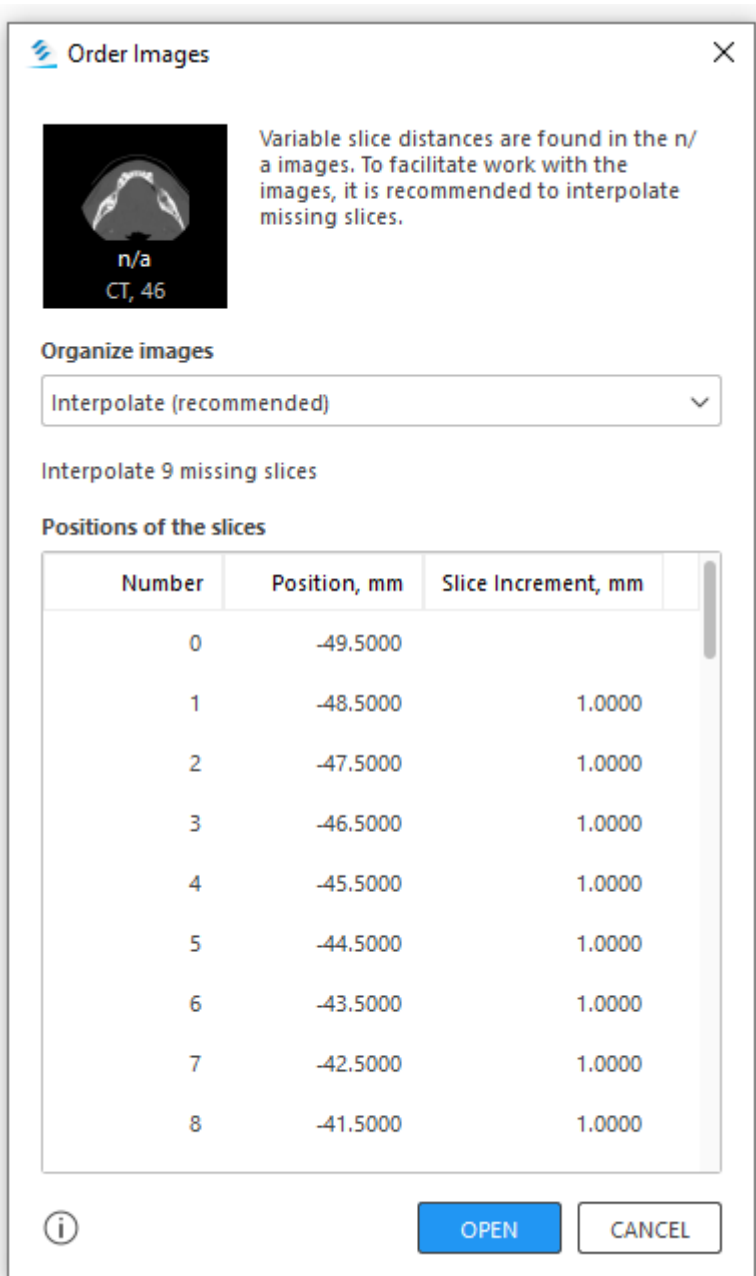 Order Images
Variable slice distances are found in the n/
a images. To facilitate work with the
images, it is recommended to interpolate
missing slices.
n/a
CT, 46
Organize images
Interpolate (recommended)
Interpolate 9 missing slices
Positions of the slices
Number Position, mm Slice Increment, mm
0 -49.5000
1 -48.5000 1.0000
2 -47.5000 1.0000
3 -46.5000 1.0000
4 -45.5000 1.0000
5 -44.5000 1.0000
6 -43.5000 1.0000
7 -42.5000 1.0000
8 -41.5000 1.0000
OPEN CANCEL